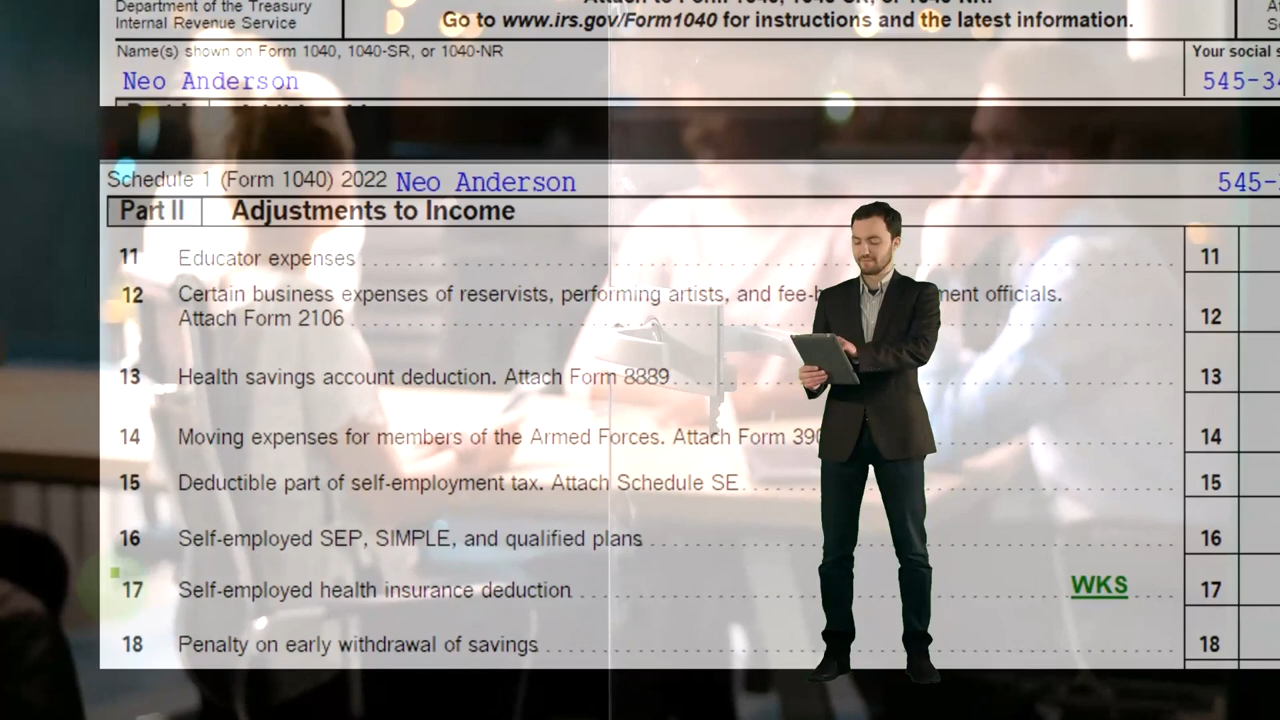 Department of the Treasury
Internal Revenue Service
Go to www.irs.gov/Form1040 for instructions and the latest information.
Name(s) shown on Form 1040, 1040-SR, or 1040-NR
Your social
Neo Anderson
545-3
Schedule 1 (Form 1040) 2022 Neo Anderson
545-
Part II Adjustments to Income
11 Educator expenses 11
12 Certain business expenses of reservists, performing artists, and officials.
Attach Form 2106 12
13 Health savings account deduction. Attach Form 8889 13
14 Moving expenses for members of the Armed Forces. Attach Form 14
15 Deductible part of self-employment tax. Attach Schedule SE 15
16 Self-employed SEP, SIMPLE, and qualified plans 16
17 Self-employed health insurance deduction WKS 17
18 Penalty on early withdrawal of savings 18